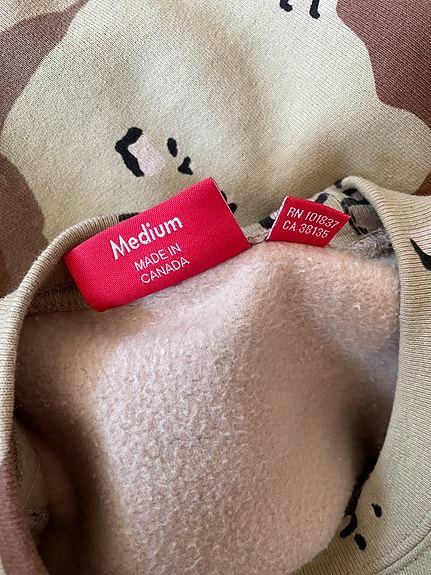 Medium
MADE IN
CANADA
RN 101837
CA 38135